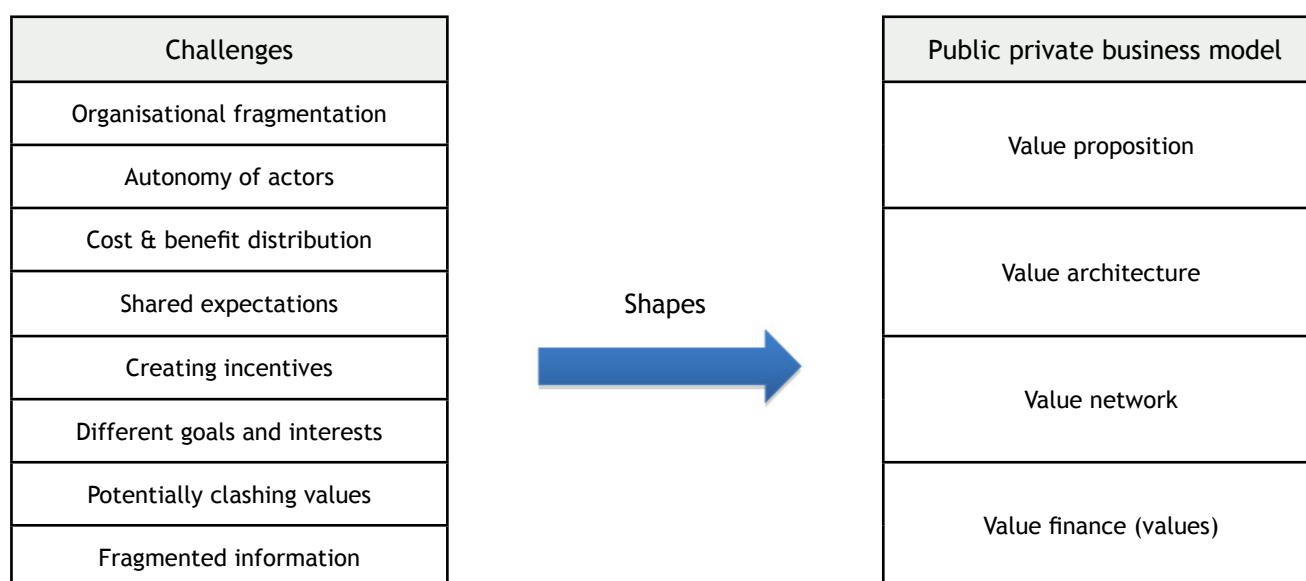 Challenges
Organisational fragmentation
Autonomy of actors
Cost & benefit distribution
Shared expectations
Creating incentives
Different goals and interests
Potentially clashing values
Fragmented information
Shapes
Public private business model
Value proposition
Value architecture
Value network
Value finance (values)